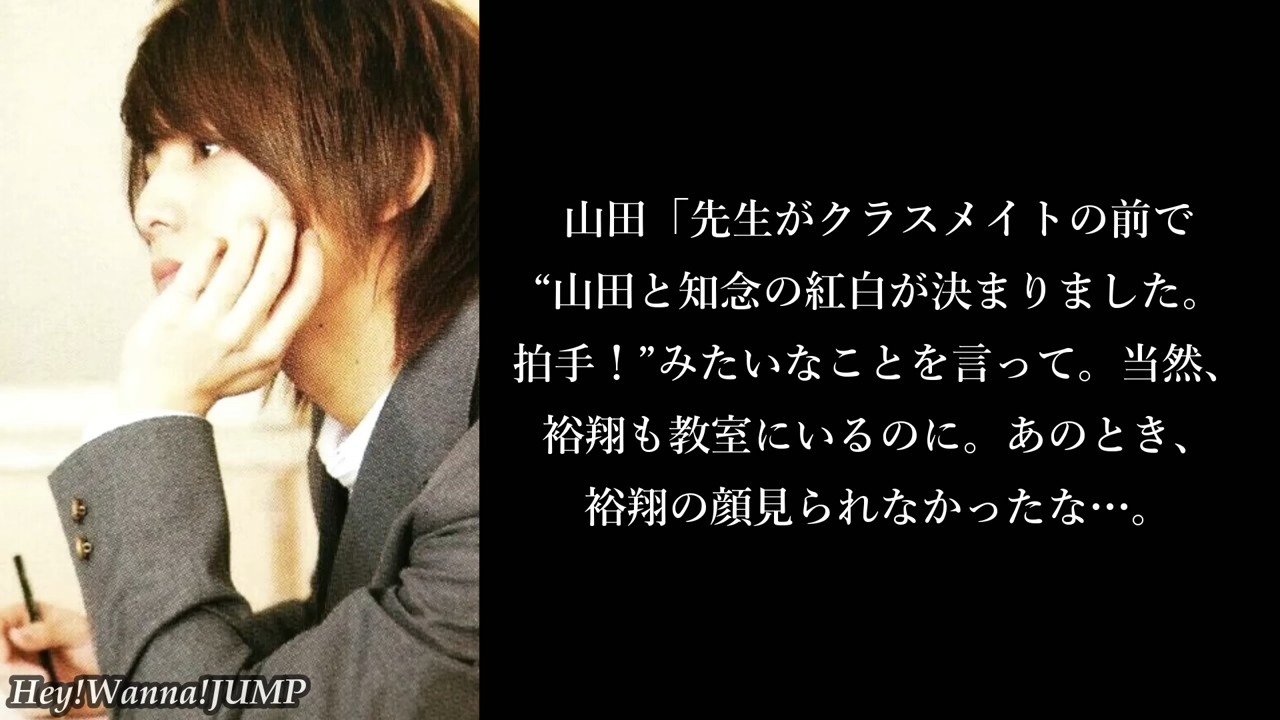 山田「先生がクラスメイトの前で
“山田と知念の紅白が決まりました。
拍手！”みたいなことを言って。当然、
裕翔も教室にいるのに。あのとき、
裕翔の顔見られなかったな…。
Hey!Wanna!JUMP